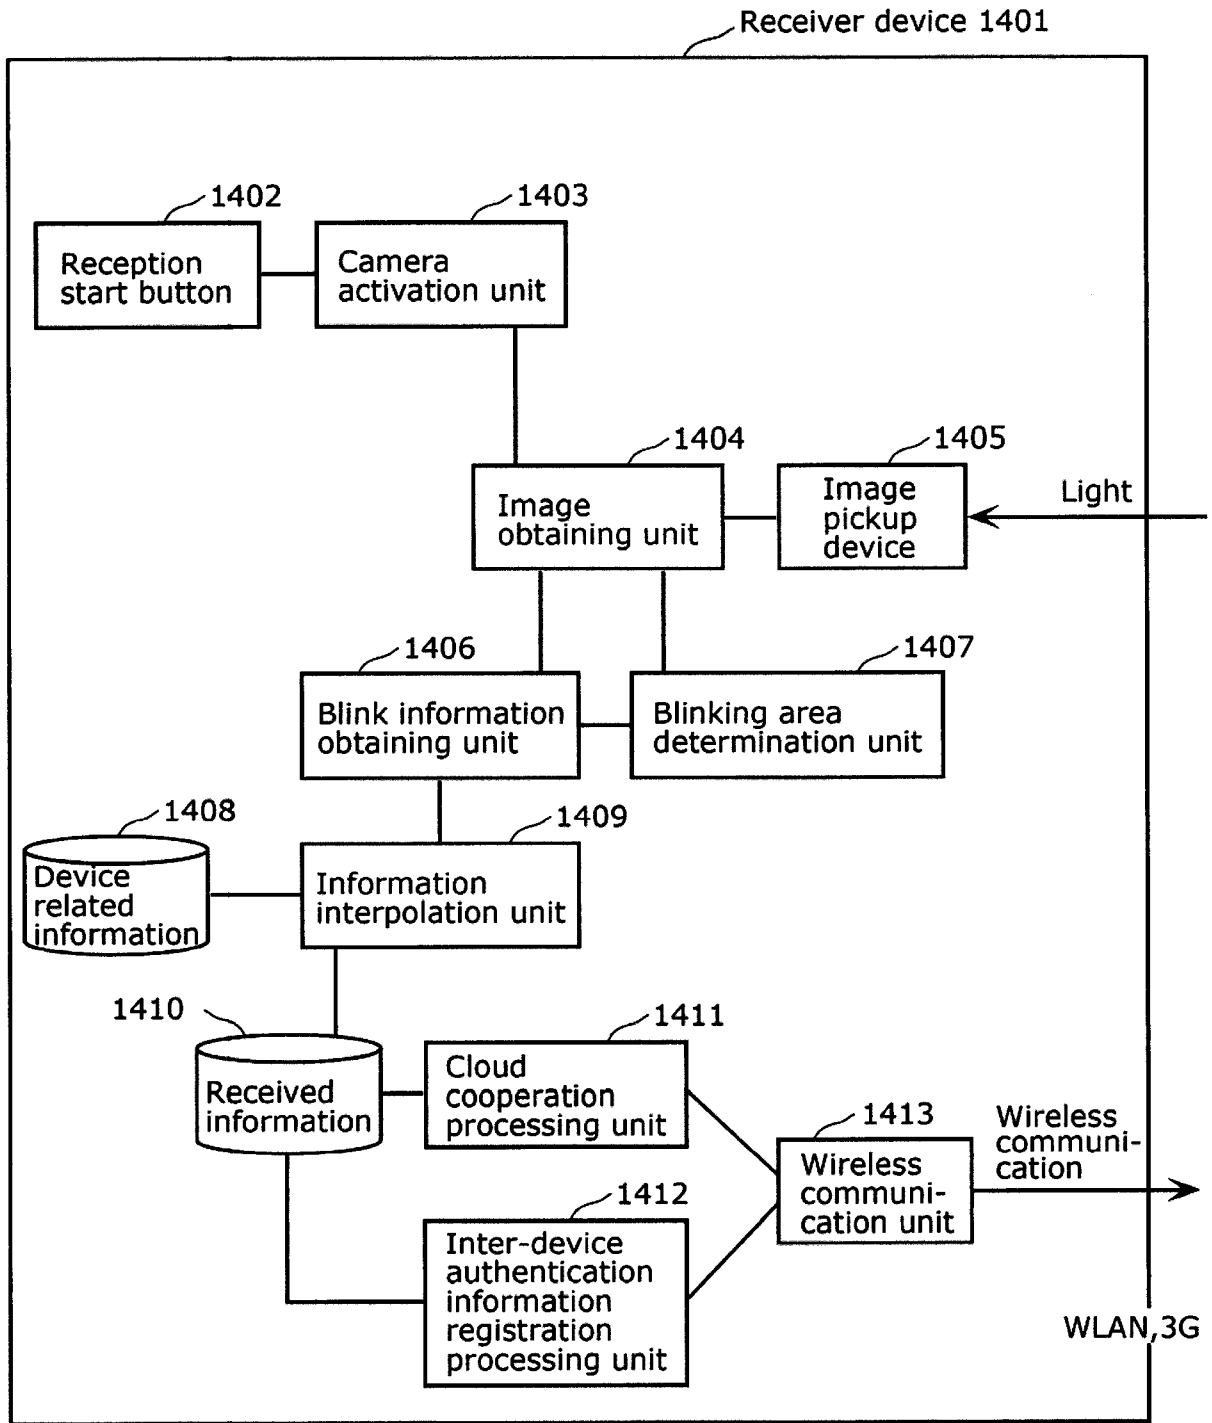 Receiver device 1401
1402
1403
Reception
start button
Camera
activation unit
1404
1405
Image
obtaining unit
Image
pickup
device
Light
1406
1407
Blink information
obtaining unit
Blinking area
determination unit
1408
1409
Device
related
information
Information
interpolation unit
1410
1411
Received
information
Cloud
cooperation
processing unit
1413
Wireless
communi-
cation
Wireless
communi-
cation unit
1412
Inter-device
authentication
information
registration
processing unit
WLAN,3G